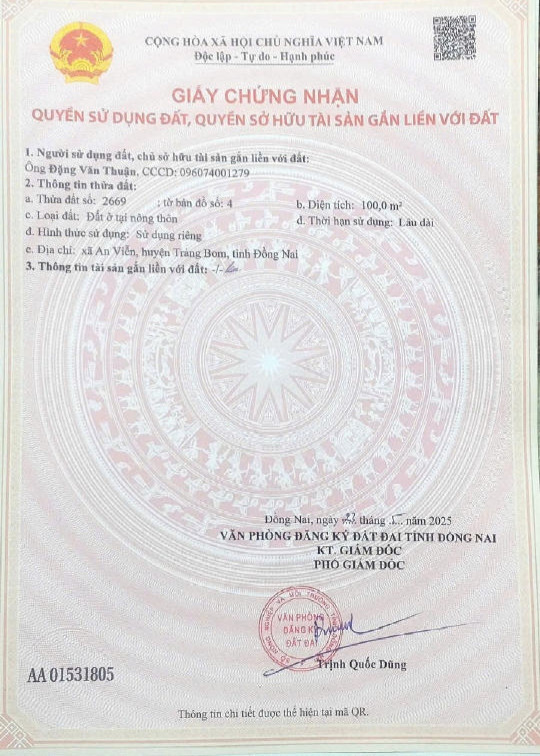 CỘNG HÒA XÃ HỘI CHỦ NGHĨA VIỆT NAM
Độc lập - Tự do - Hạnh phúc
GIẤY CHỨNG NHẬN
QUYỀN SỬ DỤNG ĐẤT, QUYỀN SỞ HỮU TÀI SẢN GẮN LIỀN VỚI ĐẤT
1. Người sử dụng đất, chủ sở hữu tài sản gắn liền với đất:
Ông Đặng Văn Thuận, CCCD: 096074001279
2. Thông tin thửa đất:
a. Thửa đất số: 2669 ; tờ bản đồ số: 4 b. Diện tích: 100,0 m²
c. Loại đất: Đất ở tại nông thôn d. Thời hạn sử dụng: Lâu dài
đ. Hình thức sử dụng: Sử dụng riêng
e. Địa chỉ: xã An Viễn, huyện Trảng Bom, tỉnh Đồng Nai
3. Thông tin tài sản gắn liền với đất: -/-
Đồng Nai, ngày tháng năm 2025
VĂN PHÒNG ĐĂNG KÝ ĐẤT ĐAI TỈNH ĐỒNG NAI
KT. GIÁM ĐỐC
PHÓ GIÁM ĐỐC
VĂN PHÒNG
ĐĂNG KÝ
ĐẤT ĐAI
Trịnh Quốc Dũng
AA 01531805
Thông tin chi tiết được thể hiện tại mã QR.